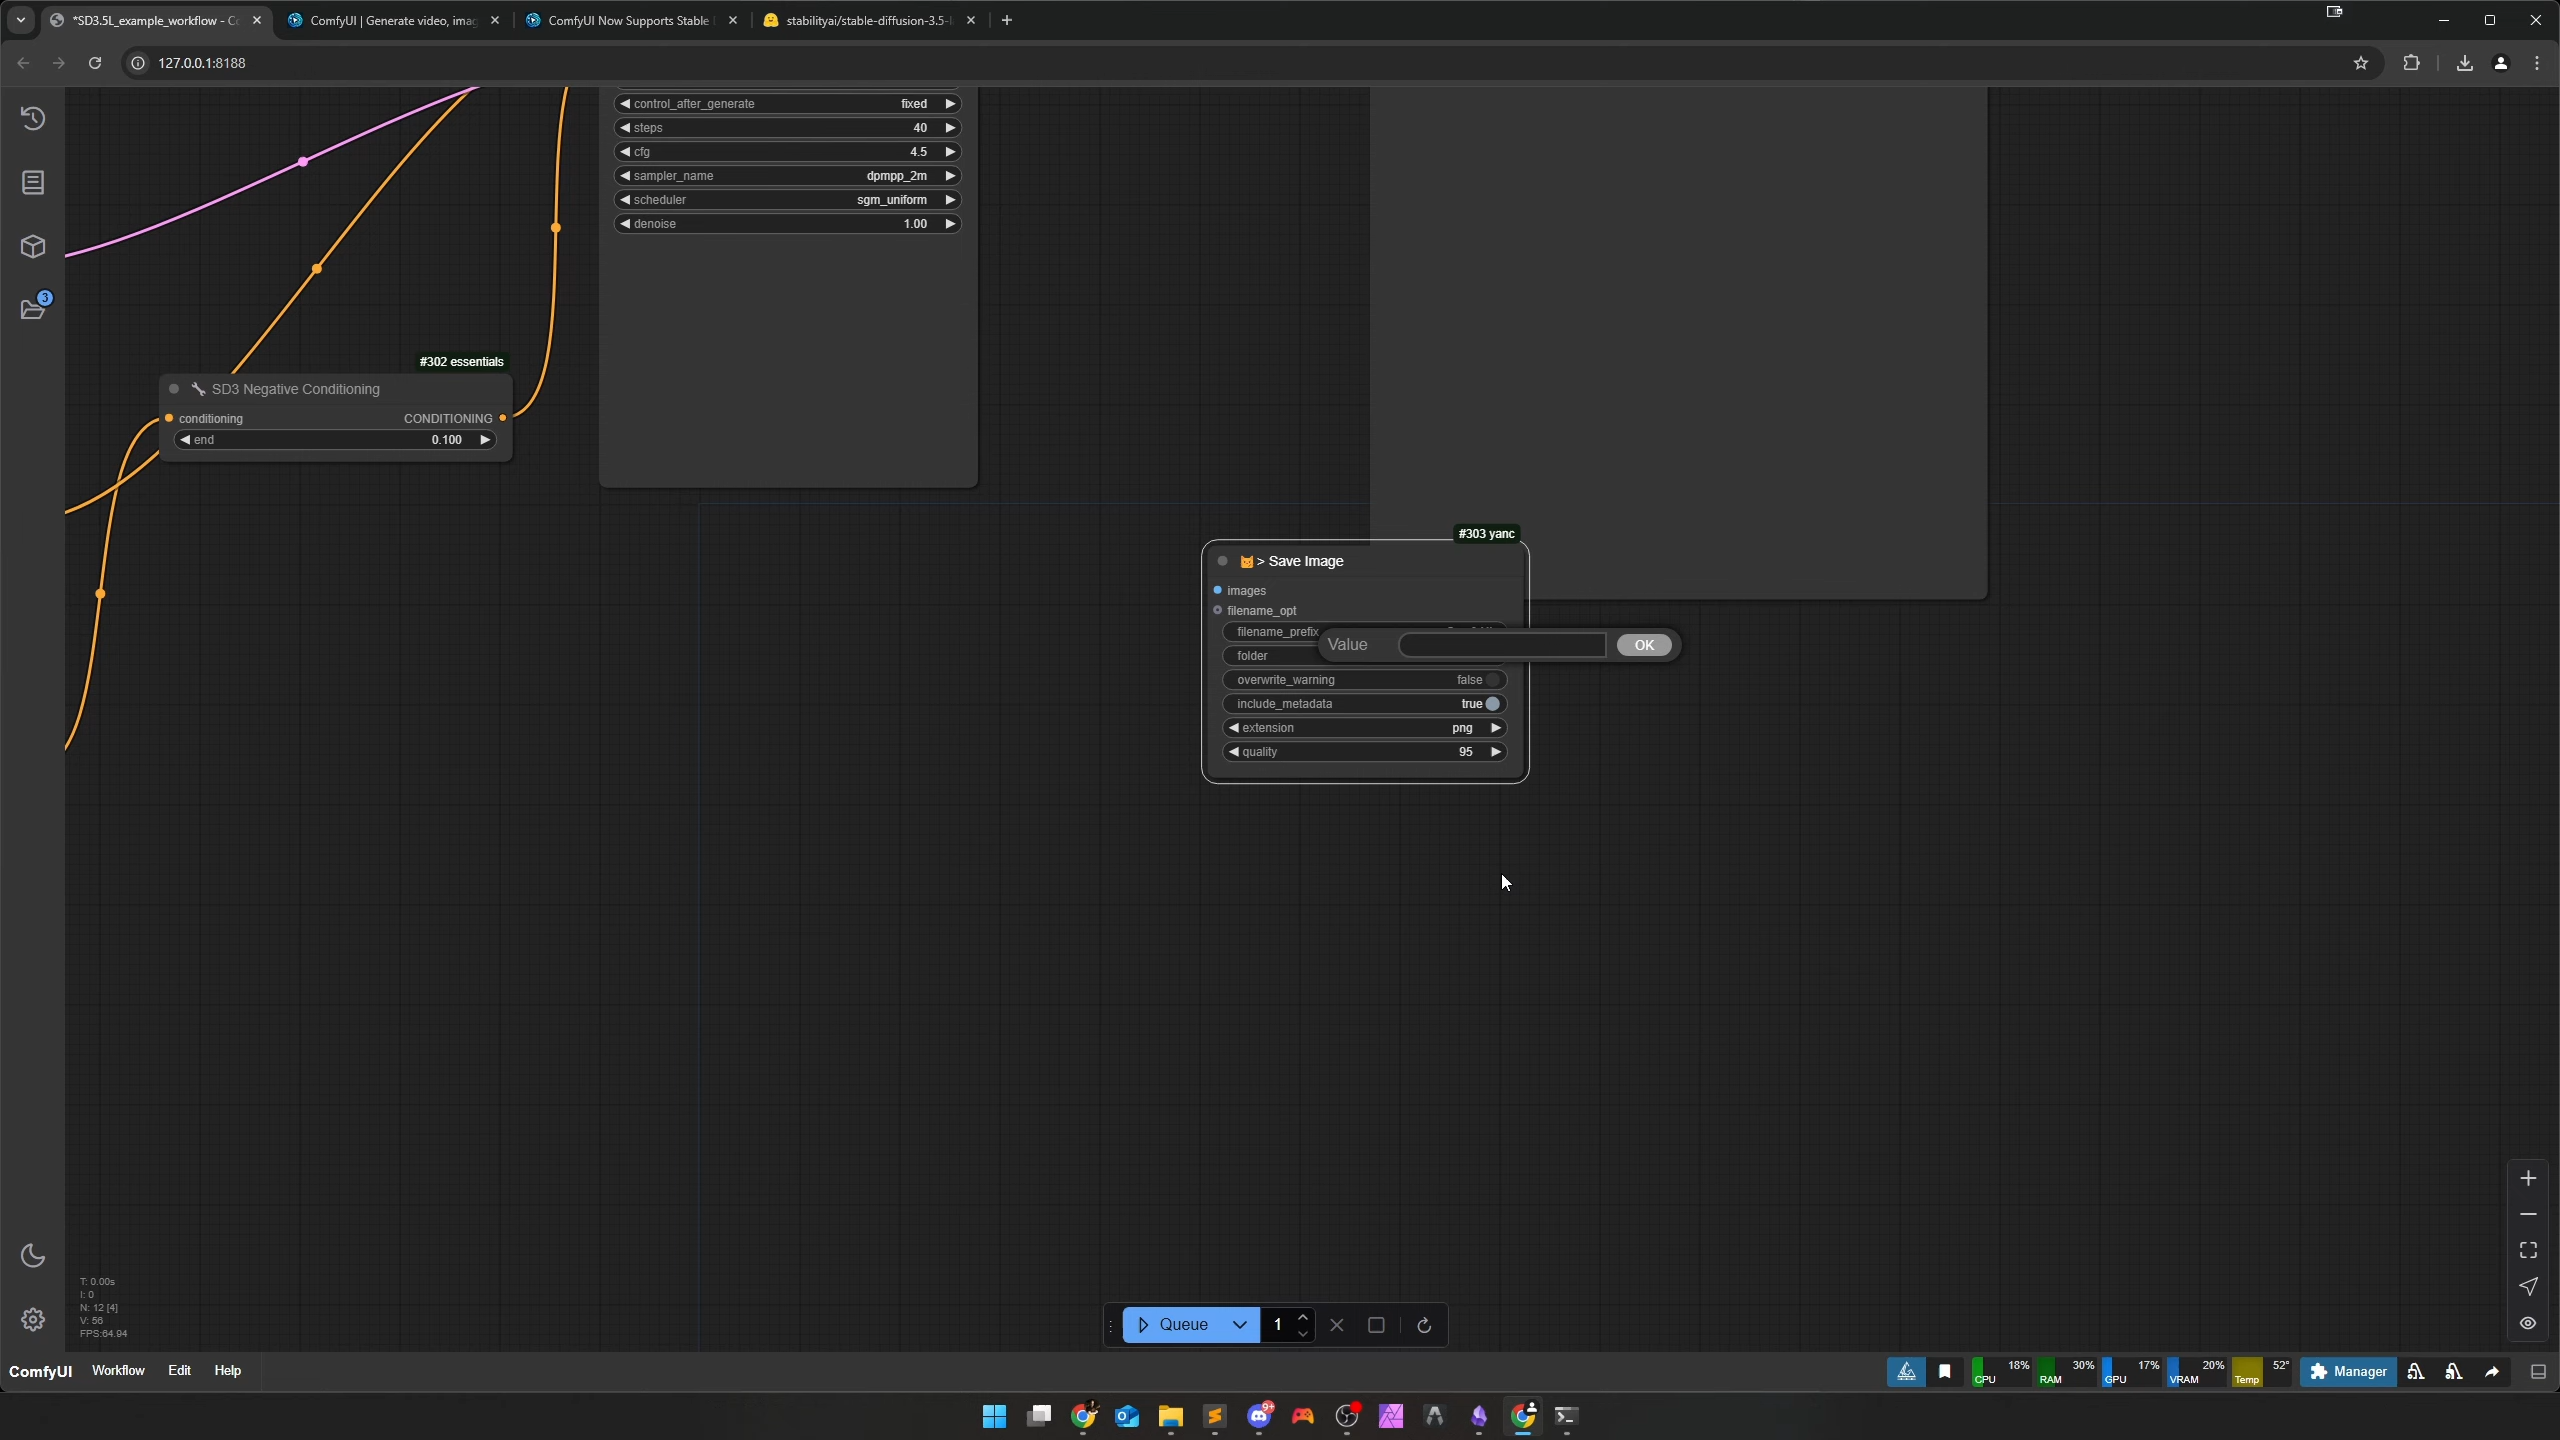 *SD3.5L_example_workflow - C
ComfyUI | Generate video, imag
ComfyUI Now Supports Stable
stabilityai/stable-diffusion-3.5-l
127.0.0.1:8188
3
control_after_generate fixed
steps 40
cfg 4.5
sampler_name dpmpp_2m
scheduler sgm_uniform
denoise 1.00
#302 essentials
SD3 Negative Conditioning
conditioning CONDITIONING
end 0.100
#303 yanc
> Save Image
images
filename_opt
filename_prefix
Value OK
folder
overwrite_warning false
include_metadata true
extension png
quality 95
T: 0.00s
I: 0
N: 12 [4]
V: 56
FPS:64.94
Queue 1
ComfyUI Workflow Edit Help
CPU 18% RAM 30% GPU 17% VRAM 20% Temp 52° Manager
9+